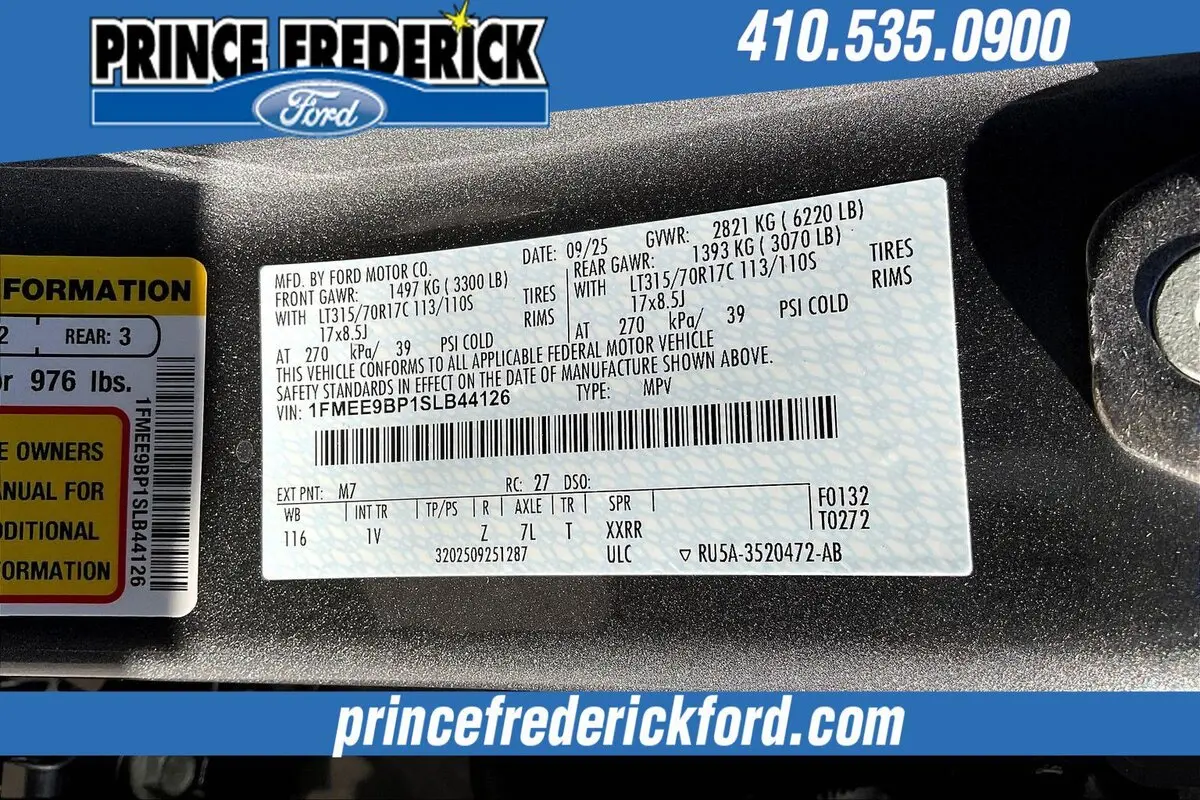 PRINCE FREDERICK
Ford
410.535.0900
FORMATION
2 REAR: 3
or 976 lbs.
E OWNERS
ANUAL FOR
DDITIONAL
FORMATION
1FMEE9BP1SLB44126
MFD. BY FORD MOTOR CO. DATE: 09/25 GVWR: 2821 KG ( 6220 LB)
FRONT GAWR: 1497 KG ( 3300 LB) REAR GAWR: 1393 KG ( 3070 LB)
WITH LT315/70R17C 113/110S TIRES WITH LT315/70R17C 113/110S TIRES
17x8.5J RIMS 17x8.5J RIMS
AT 270 kPa/ 39 PSI COLD AT 270 kPa/ 39 PSI COLD
THIS VEHICLE CONFORMS TO ALL APPLICABLE FEDERAL MOTOR VEHICLE
SAFETY STANDARDS IN EFFECT ON THE DATE OF MANUFACTURE SHOWN ABOVE.
VIN: 1FMEE9BP1SLB44126 TYPE: MPV
EXT PNT: M7 RC: 27 DSO:
WB INT TR TP/PS R AXLE TR SPR F0132
116 1V Z 7L T XXRR T0272
3202509251287 ULC ▽ RU5A-3520472-AB
princefrederickford.com